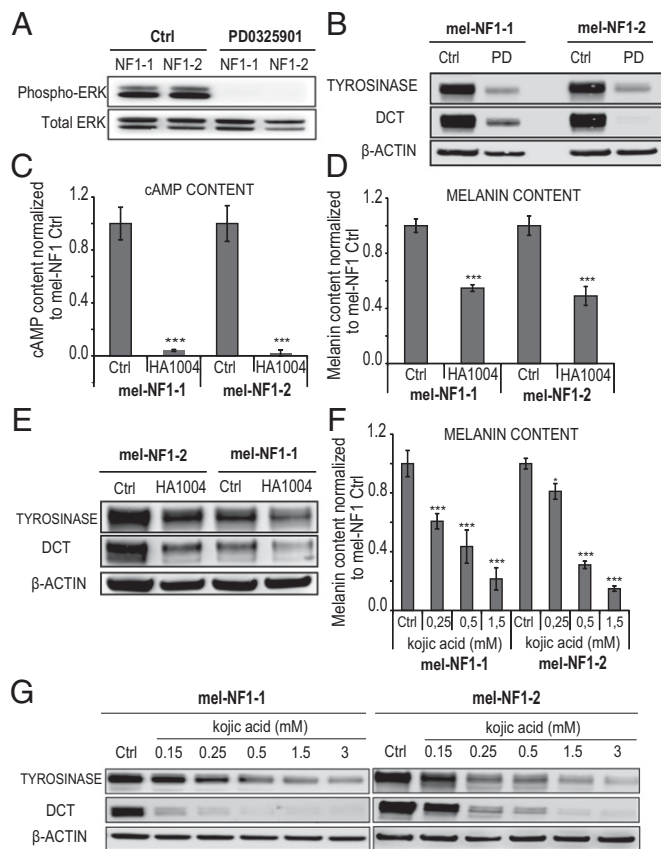 A
Ctrl PD0325901
NF1-1 NF1-2 NF1-1 NF1-2
Phospho-ERK
Total ERK
B
mel-NF1-1 mel-NF1-2
Ctrl PD Ctrl PD
TYROSINASE
DCT
β-ACTIN
C
cAMP CONTENT
cAMP content normalized
to mel-NF1 Ctrl
1.2
0.8
0.4
0.0
*** ***
Ctrl HA1004 Ctrl HA1004
mel-NF1-1 mel-NF1-2
D
MELANIN CONTENT
Melanin content normalized
to mel-NF1 Ctrl
1.2
0.8
0.4
0.0
*** ***
Ctrl HA1004 Ctrl HA1004
mel-NF1-1 mel-NF1-2
E
mel-NF1-2 mel-NF1-1
Ctrl HA1004 Ctrl HA1004
TYROSINASE
DCT
β-ACTIN
F
MELANIN CONTENT
Melanin content normalized
to mel-NF1 Ctrl
1.2
0.8
0.4
0.0
*** *** *** * *** ***
Ctrl 0,25 0,5 1,5 Ctrl 0,25 0,5 1,5
kojic acid (mM) kojic acid (mM)
mel-NF1-1 mel-NF1-2
G
mel-NF1-1 mel-NF1-2
kojic acid (mM) kojic acid (mM)
Ctrl 0.15 0.25 0.5 1.5 3 Ctrl 0.15 0.25 0.5 1.5 3
TYROSINASE
DCT
β-ACTIN